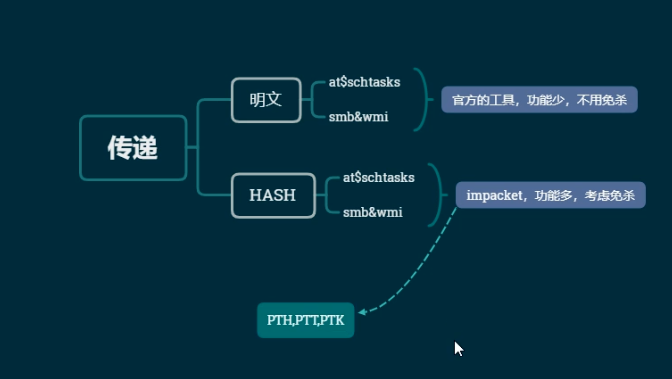 传递
明文
at$schtasks
smb&wmi
官方的工具，功能少，不用免杀
HASH
at$schtasks
smb&wmi
impacket，功能多，考虑免杀
PTH,PTT,PTK